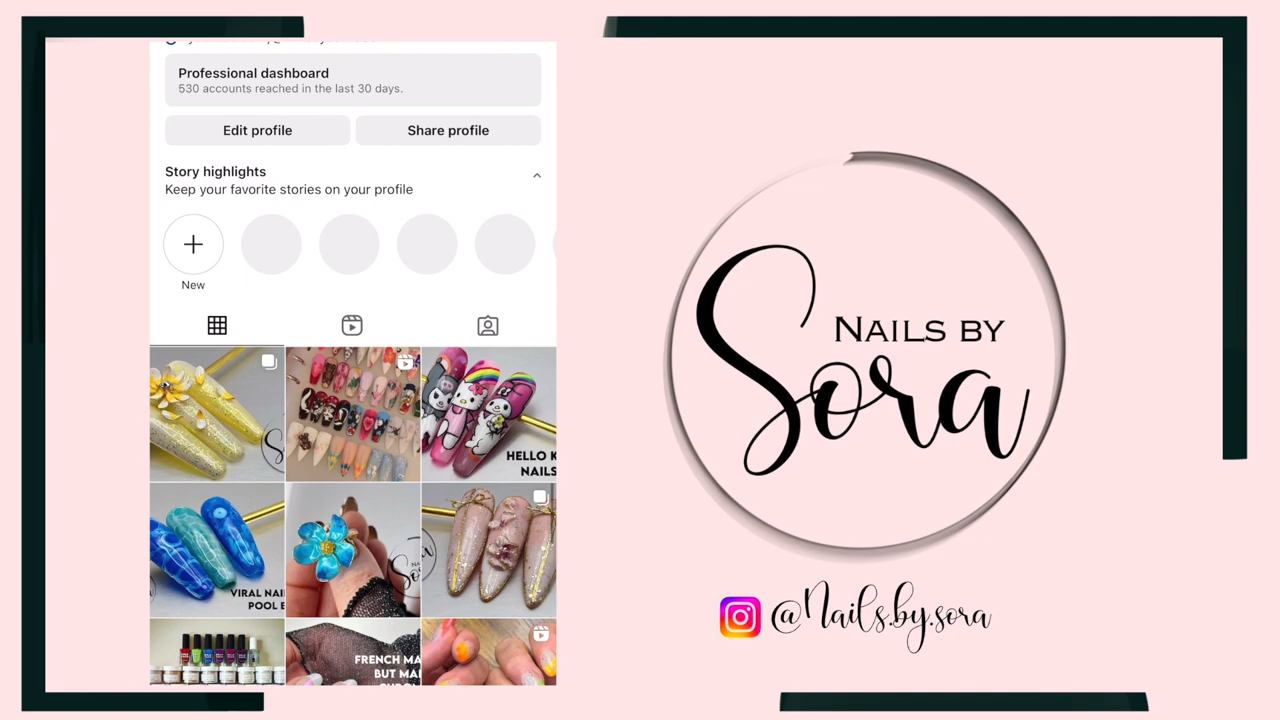 Professional dashboard
530 accounts reached in the last 30 days.
Edit profile
Share profile
Story highlights
Keep your favorite stories on your profile
New
HELLO K
NAILS
VIRAL NAI
POOL E
FRENCH MA
BUT MA
NAILS BY
Sora
@Nails.by.sora